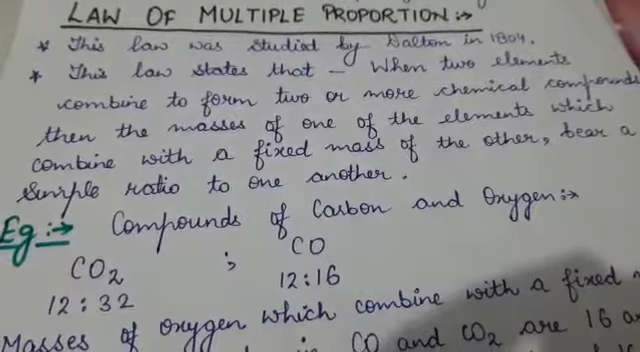 LAW OF MULTIPLE PROPORTION :→
* This law was studied by Dalton in 1804.
* This law states that - When two elements
combine to form two or more chemical compounds
then the masses of one of the elements which
combine with a fixed mass of the other, bear a
simple ratio to one another.
Eg :→ Compounds of Carbon and Oxygen :→
CO2 ; CO
12 : 32 12 : 16
Masses of oxygen which combine with a fixed
in CO and CO2 are 16